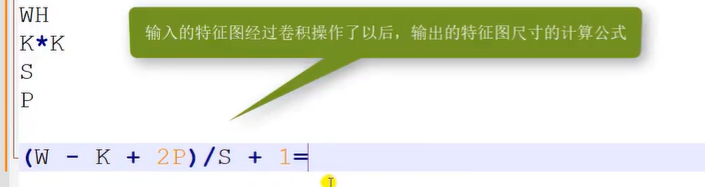 WH
输入的特征图经过卷积操作了以后，输出的特征图尺寸的计算公式
K*K
S
P
(W - K + 2P)/S + 1=